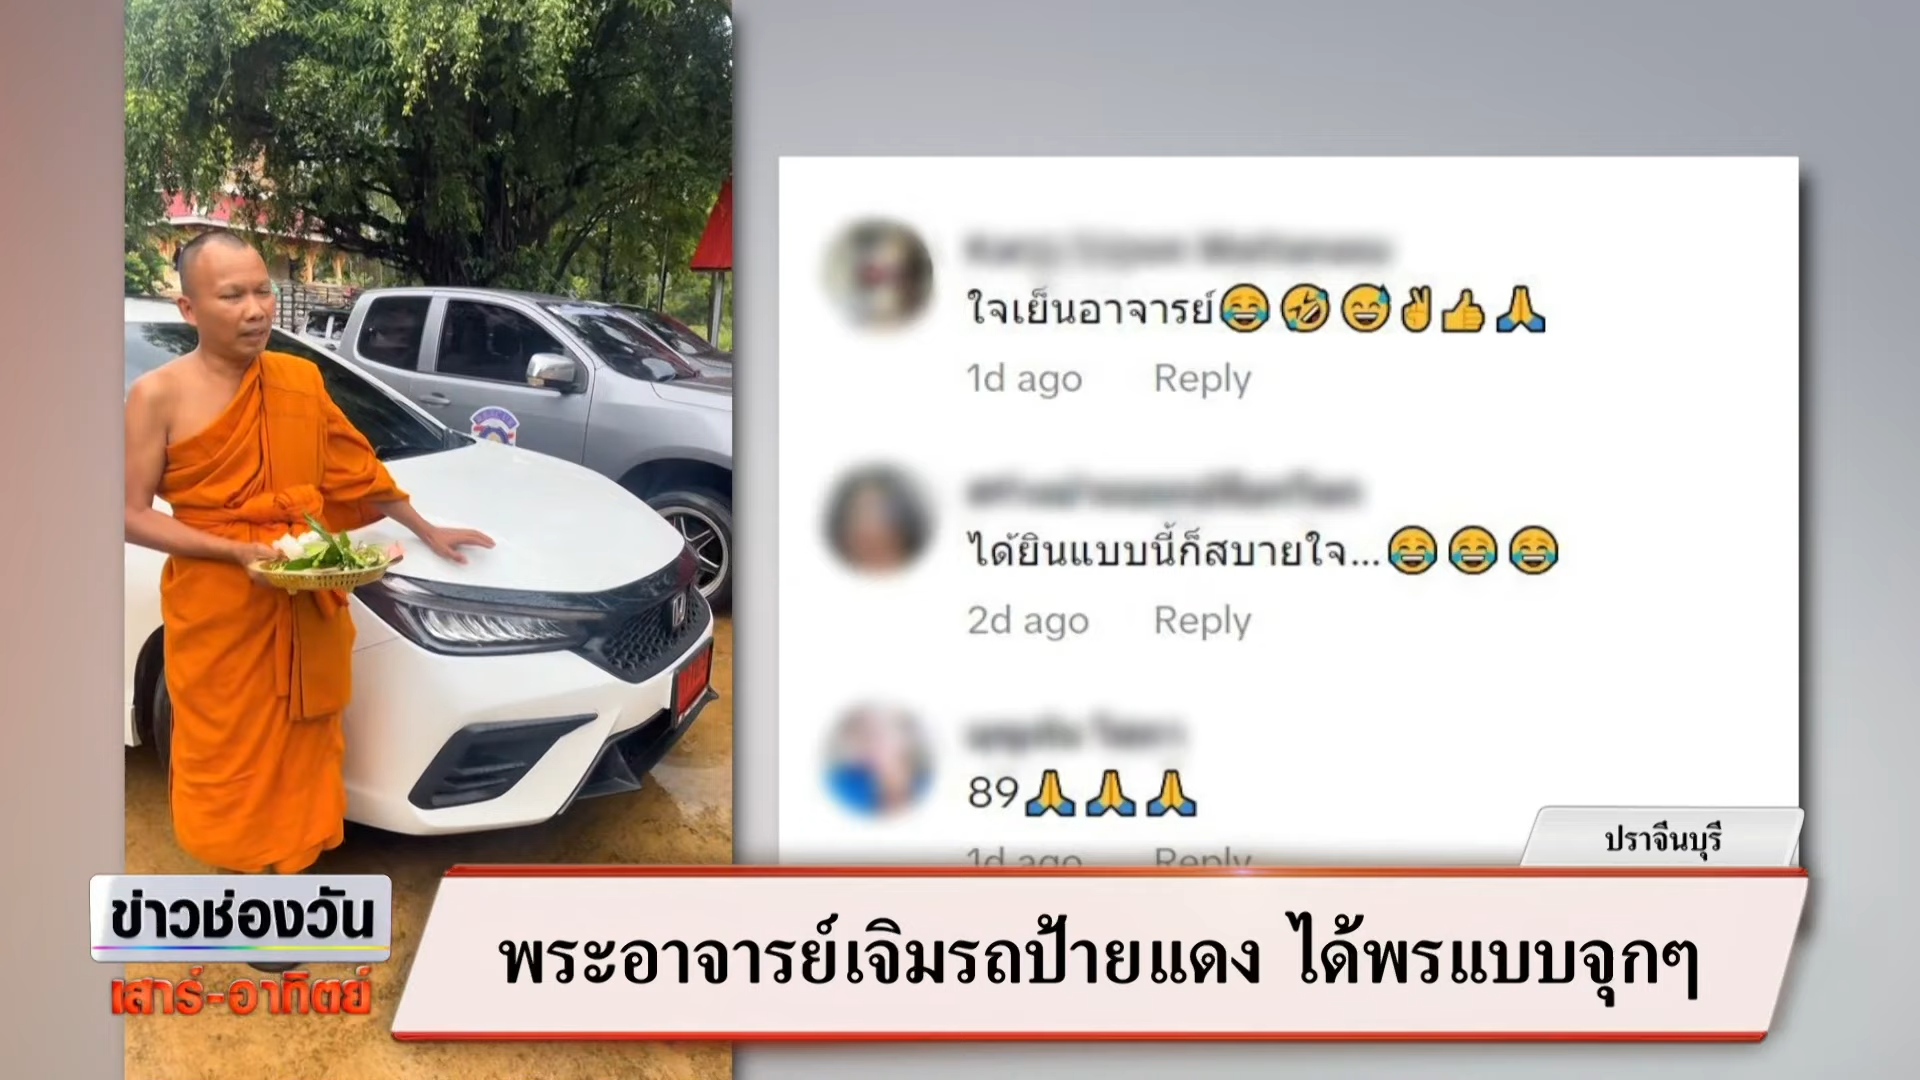 ใจเย็นอาจารย์😂🤣😅✌️👍🙏
1d ago Reply
ได้ยินแบบนี้ก็สบายใจ...😂😂😂
2d ago Reply
89🙏🙏🙏
1d ago Reply
ปราจีนบุรี
ข่าวช่องวัน
เสาร์-อาทิตย์
พระอาจารย์เจิมรถป้ายแดง ได้พรแบบจุกๆ